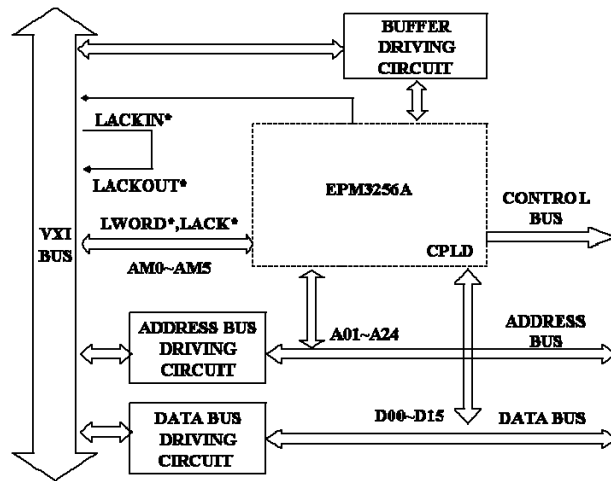 BUFFER
DRIVING
CIRCUIT
LACKIN*
LACKOUT*
EPM3256A
CONTROL
BUS
VXI
BUS
LWORD*,LACK*
CPLD
AM0~AM5
ADDRESS BUS
DRIVING
CIRCUIT
A01~A24
ADDRESS
BUS
DATA BUS
DRIVING
CIRCUIT
D00~D15
DATA BUS